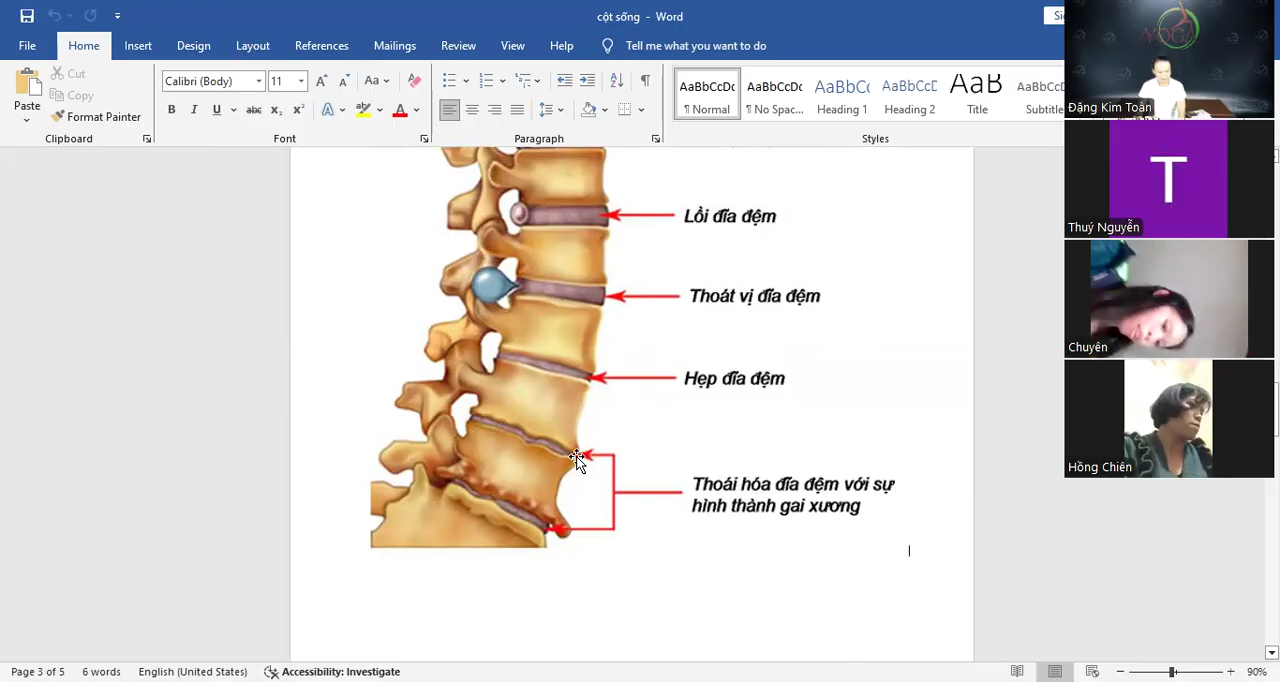 cột sống - Word
File Home Insert Design Layout References Mailings Review View Help Tell me what you want to do
Paste
Cut
Copy
Format Painter
Calibri (Body) 11
AaBbCcDc AaBbCcDc AaBbCc AaBbCcD AaB AaBbCcD
¶ Normal ¶ No Spac... Heading 1 Heading 2 Title Subtitle
Clipboard Font Paragraph Styles
YOGA
Đặng Kim Toản
T
Thuý Nguyễn
Chuyên
Hồng Chiên
Lồi đĩa đệm
Thoát vị đĩa đệm
Hẹp đĩa đệm
Thoái hóa đĩa đệm với sự
hình thành gai xương
Page 3 of 5 6 words English (United States) Accessibility: Investigate 90%